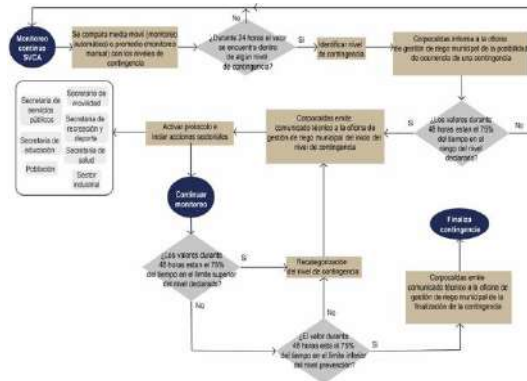 Monitoreo
continuo
SVCA
Se compara media móvil (monitoreo
automático) o promedio (monitoreo
manual) con los niveles de
contingencia
No
¿Durante 24 horas el valor
se encuentra dentro
de algún nivel
de contingencia?
Si
Identificar nivel
de contingencia
Corpocaldas informa a la oficina
de gestión de riego municipal de la posibilidad
de ocurrencia de una contingencia
Secretaría de
servicios
públicos
Secretaría de
movilidad
Secretaría de
recreación y
deporte
Secretaría
de educación
Secretaría
de salud
Población
Sector
industrial
Activar protocolo e
iniciar acciones sectoriales
Corpocaldas emite
comunicado técnico a la oficina de
gestión de riego municipal del inicio del
nivel de contingencia
Si
¿Los valores durante
48 horas están el 75%
del tiempo en el
rango del nivel
declarado?
No
Continuar
monitoreo
¿Los valores durante
48 horas están el 75%
del tiempo en el límite superior
del nivel declarado?
Si
Recategorización
del nivel de contingencia
No
No
¿El valor durante
48 horas está el 75%
del tiempo en el límite inferior
del nivel prevención?
Si
Corpocaldas emite
comunicado técnico a la oficina de
gestión de riego municipal de la
finalización de la contingencia
Finaliza
contingencia